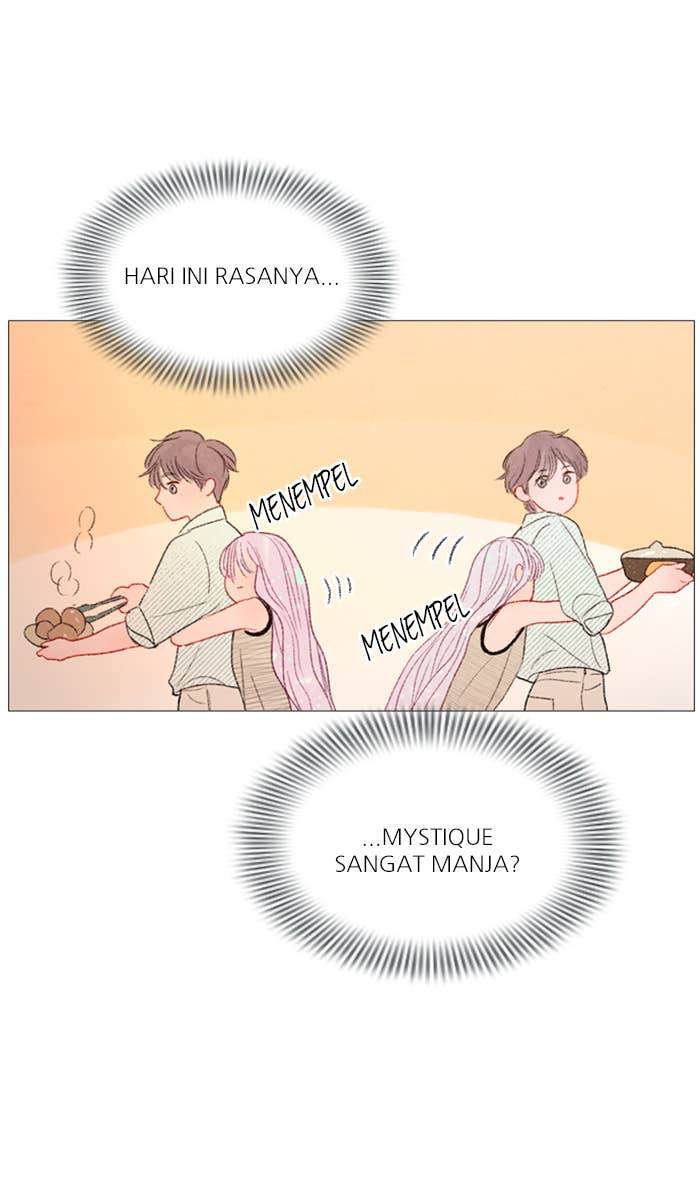 HARI INI RASANYA...
MENEMPEL
MENEMPEL
...MYSTIQUE
SANGAT MANJA?